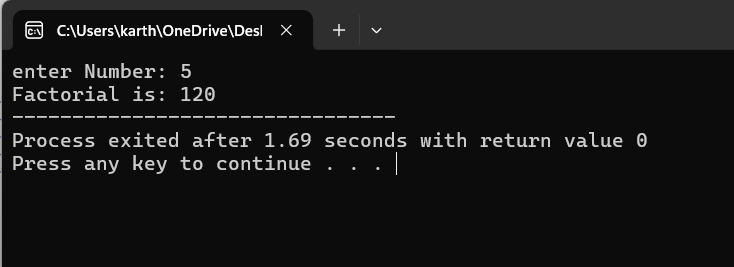 C:\Users\karth\OneDrive\Desl
enter Number: 5
Factorial is: 120
--------------------------------
Process exited after 1.69 seconds with return value 0
Press any key to continue . . .